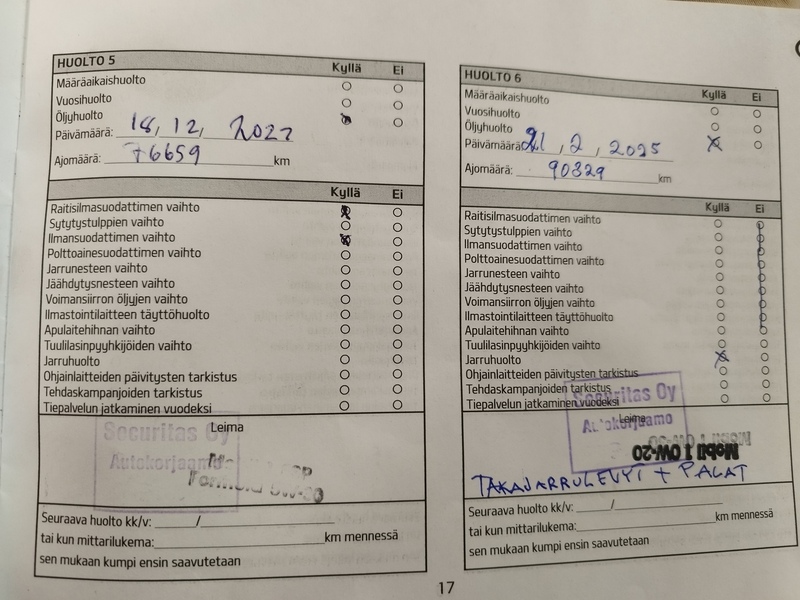 HUOLTO 5
Kyllä Ei
Määräaikaishuolto
Vuosihuolto
Öljyhuolto
Päivämäärä: 18, 12, 2022
Ajomäärä: 76659 km
Kyllä Ei
Raitisilmasuodattimen vaihto
Sytytystulppien vaihto
Ilmansuodattimen vaihto
Polttoainesuodattimen vaihto
Jarrunesteen vaihto
Jäähdytysnesteen vaihto
Voimansiirron öljyjen vaihto
Ilmastointilaitteen täyttöhuolto
Apulaitehihnan vaihto
Tuulilasinpyyhkijöiden vaihto
Jarruhuolto
Ohjainlaitteiden päivitysten tarkistus
Tehdaskampanjoiden tarkistus
Tiepalvelun jatkaminen vuodeksi
Leima
Securitas Oy
Autokorjaamo
Seuraava huolto kk/v: /
tai kun mittarilukema: km mennessä
sen mukaan kumpi ensin saavutetaan
HUOLTO 6
Kyllä Ei
Määräaikaishuolto
Vuosihuolto
Öljyhuolto
Päivämäärä: 21, 2, 2025
Ajomäärä: 90329 km
Kyllä Ei
Raitisilmasuodattimen vaihto
Sytytystulppien vaihto
Ilmansuodattimen vaihto
Polttoainesuodattimen vaihto
Jarrunesteen vaihto
Jäähdytysnesteen vaihto
Voimansiirron öljyjen vaihto
Ilmastointilaitteen täyttöhuolto
Apulaitehihnan vaihto
Tuulilasinpyyhkijöiden vaihto
Jarruhuolto
Ohjainlaitteiden päivitysten tarkistus
Tehdaskampanjoiden tarkistus
Tiepalvelun jatkaminen vuodeksi
Leima
Securitas Oy
Autokorjaamo
Mobil 1 0W-20
TAKAJARRULEVYT + PALAT
Seuraava huolto kk/v: /
tai kun mittarilukema: km mennessä
sen mukaan kumpi ensin saavutetaan
17